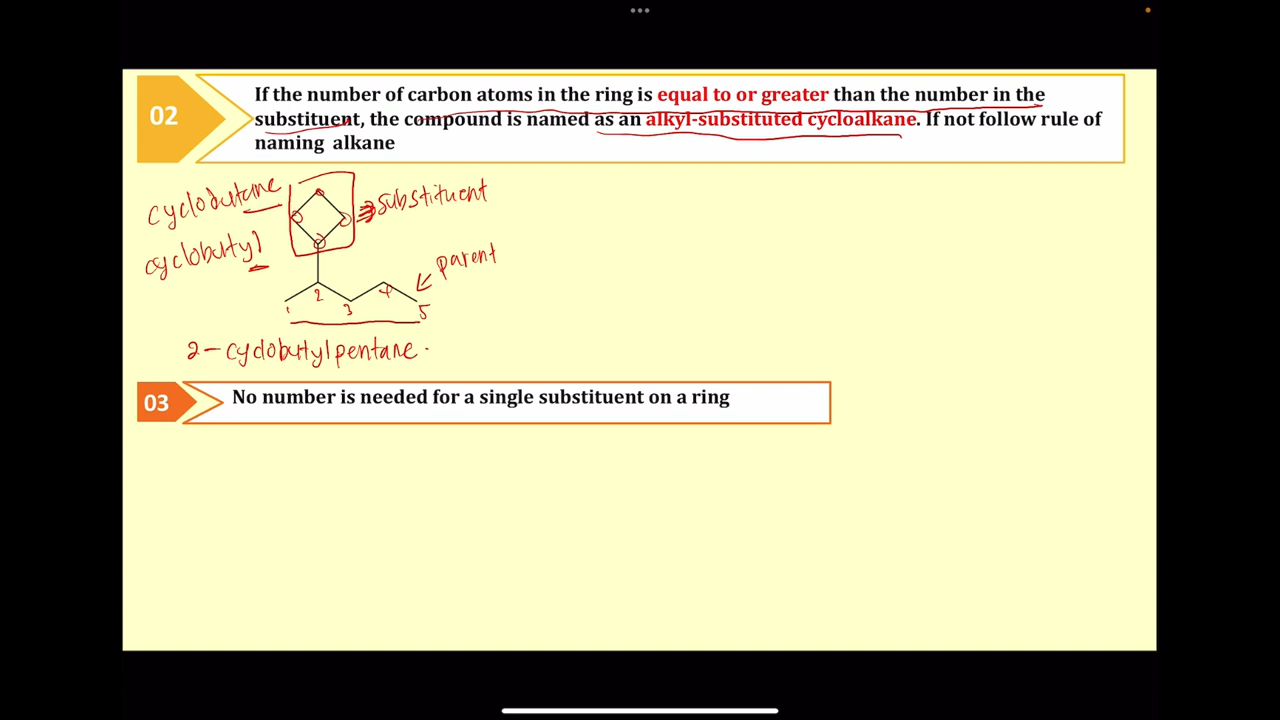 02
If the number of carbon atoms in the ring is equal to or greater than the number in the
substituent, the compound is named as an alkyl-substituted cycloalkane. If not follow rule of
naming alkane
cyclobutane
substituent
cyclobutyl
parent
1 2 3 4 5
2-cyclobutylpentane.
03
No number is needed for a single substituent on a ring